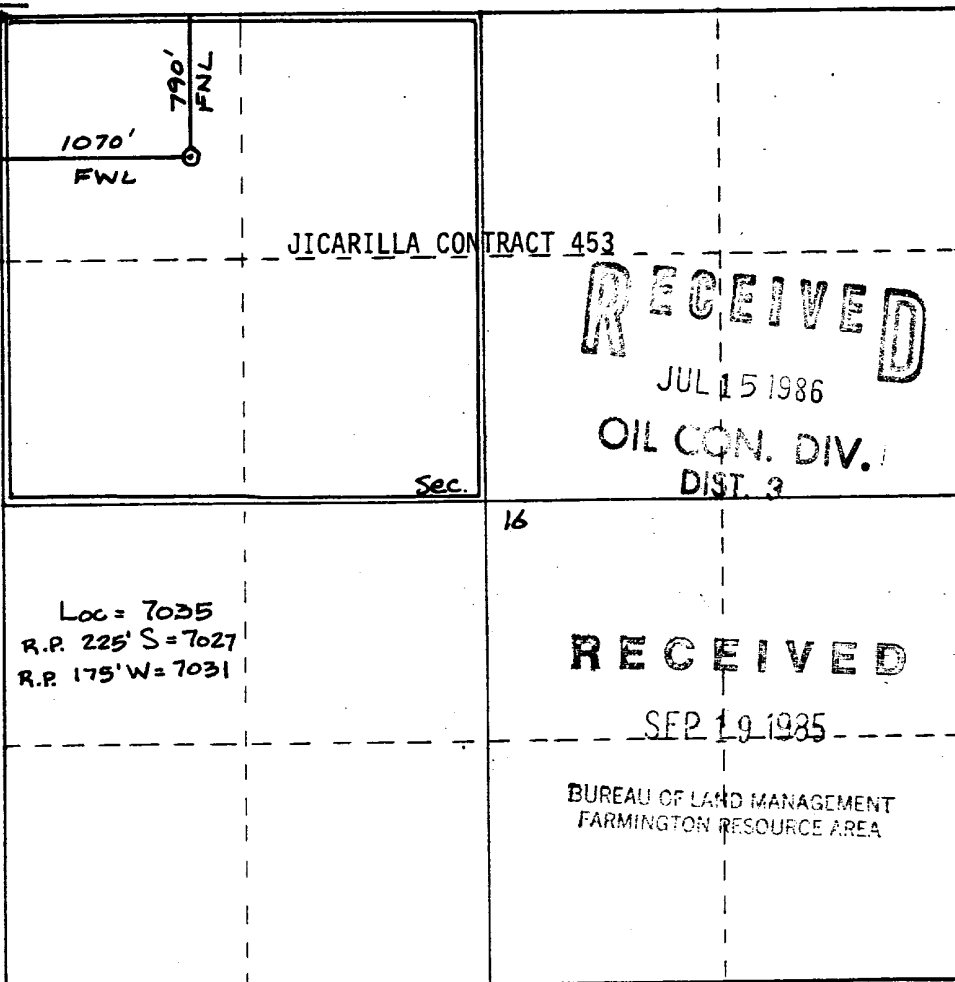 790'
FNL
1070'
FWL
JICARILLA CONTRACT 453
RECEIVED
JUL 15 1986
OIL CON. DIV.
DIST. 3
Sec.
16
Loc = 7035
R.P. 225' S = 7027
R.P. 175' W = 7031
RECEIVED
SEP 19 1985
BUREAU OF LAND MANAGEMENT
FARMINGTON RESOURCE AREA